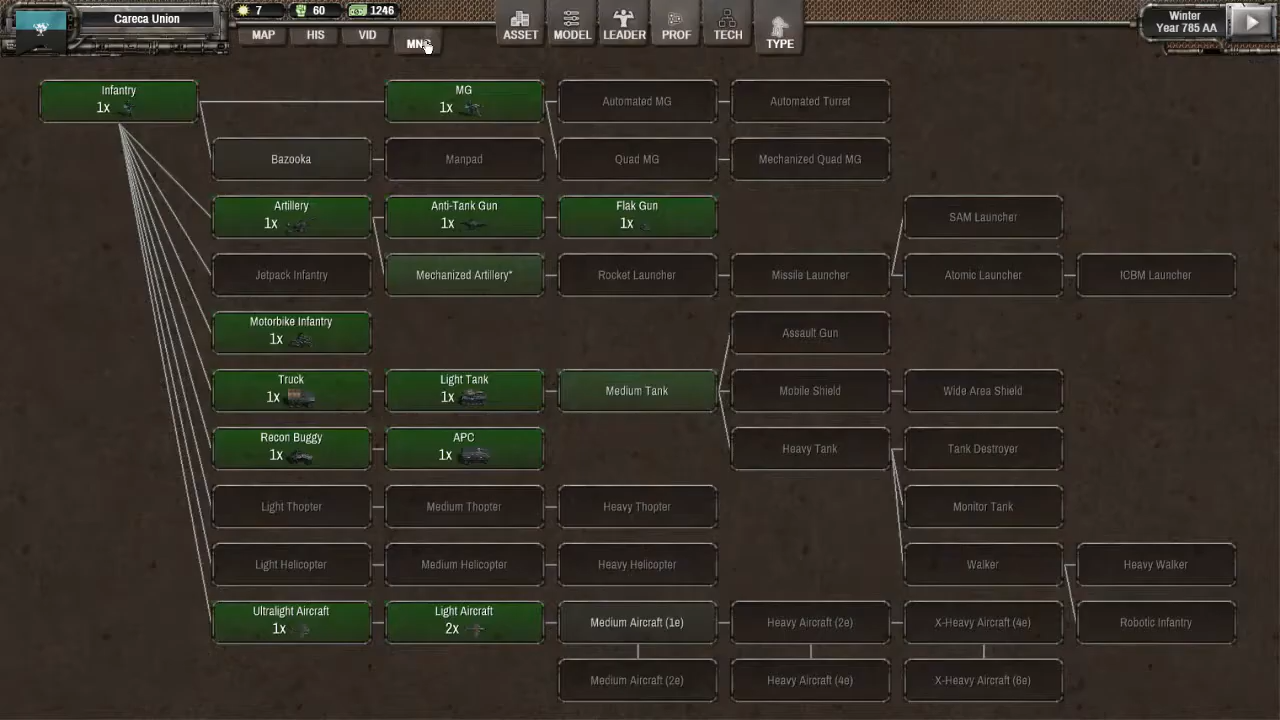 Careca Union
7
60
1246
MAP
HIS
VID
MNG
ASSET
MODEL
LEADER
PROF
TECH
TYPE
Winter
Year 785 AA
Infantry
1x
MG
1x
Automated MG
Automated Turret
Bazooka
Manpad
Quad MG
Mechanized Quad MG
Artillery
1x
Anti-Tank Gun
1x
Flak Gun
1x
SAM Launcher
Jetpack Infantry
Mechanized Artillery*
Rocket Launcher
Missile Launcher
Atomic Launcher
ICBM Launcher
Motorbike Infantry
1x
Assault Gun
Truck
1x
Light Tank
1x
Medium Tank
Mobile Shield
Wide Area Shield
Recon Buggy
1x
APC
1x
Heavy Tank
Tank Destroyer
Light Thopter
Medium Thopter
Heavy Thopter
Monitor Tank
Light Helicopter
Medium Helicopter
Heavy Helicopter
Walker
Heavy Walker
Ultralight Aircraft
1x
Light Aircraft
2x
Medium Aircraft (1e)
Heavy Aircraft (2e)
X-Heavy Aircraft (4e)
Robotic Infantry
Medium Aircraft (2e)
Heavy Aircraft (4e)
X-Heavy Aircraft (6e)